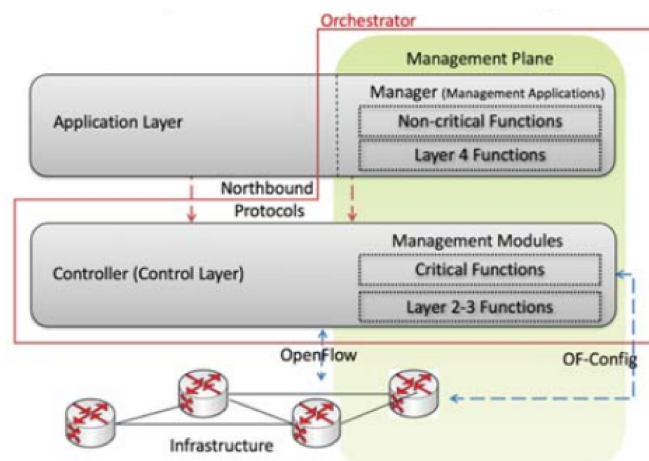 Orchestrator
Management Plane
Manager (Management Applications)
Application Layer
Non-critical Functions
Layer 4 Functions
Northbound
Protocols
Management Modules
Controller (Control Layer)
Critical Functions
Layer 2-3 Functions
OpenFlow
OF-Config
Infrastructure